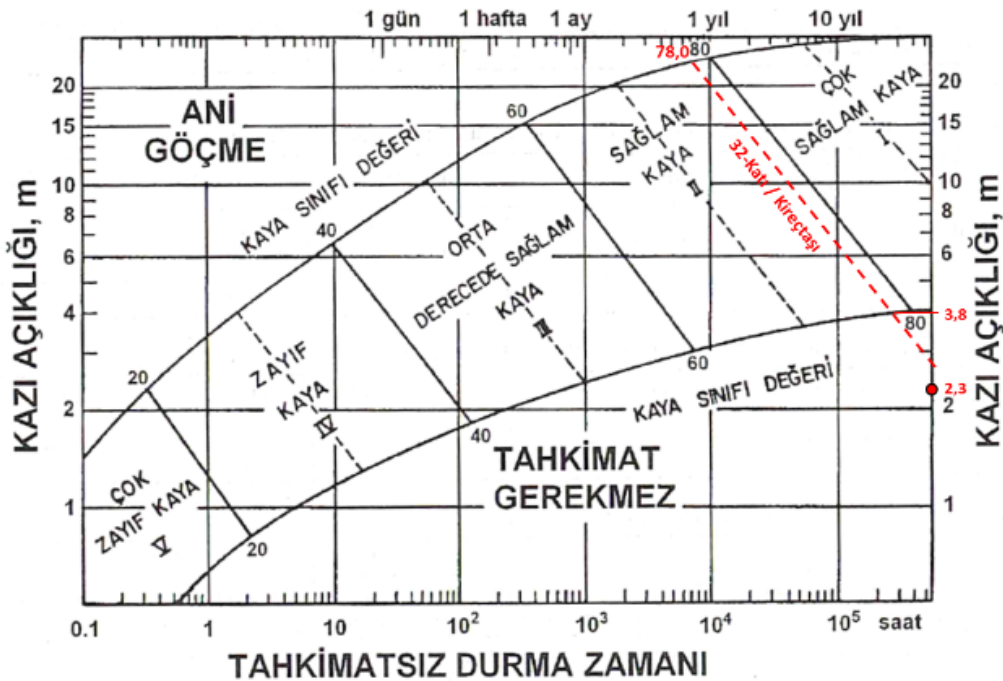 1 gün 1 hafta 1 ay 1 yıl 10 yıl
78,0 80
20 20
15 15
10 10
8 8
6 6
4
2 2
1 1
KAZI AÇIKLIĞI, m
KAZI AÇIKLIĞI, m
ANİ
GÖÇME
KAYA SINIFI DEĞERİ
20
40
60
ÇOK
SAĞLAM KAYA
I
SAĞLAM
KAYA
II
32-Katı / Kireçtaşı
ORTA
DERECEDE SAĞLAM
KAYA
III
ZAYIF
KAYA
IV
ÇOK
ZAYIF KAYA
V
20
40
60
80
3,8
2,3
KAYA SINIFI DEĞERİ
TAHKİMAT
GEREKMEZ
0.1 1 10 10² 10³ 10⁴ 10⁵ saat
TAHKİMATSIZ DURMA ZAMANI